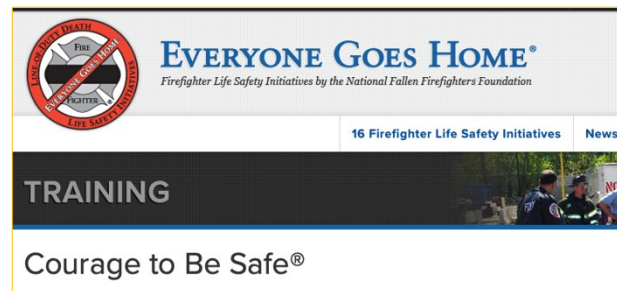 LINE OF DUTY DEATH
FIRE
EVERYONE GOES HOME
FIGHTER
LIFE SAFETY INITIATIVES
EVERYONE GOES HOME®
Firefighter Life Safety Initiatives by the National Fallen Firefighters Foundation
16 Firefighter Life Safety Initiatives News
TRAINING
NO
Courage to Be Safe®